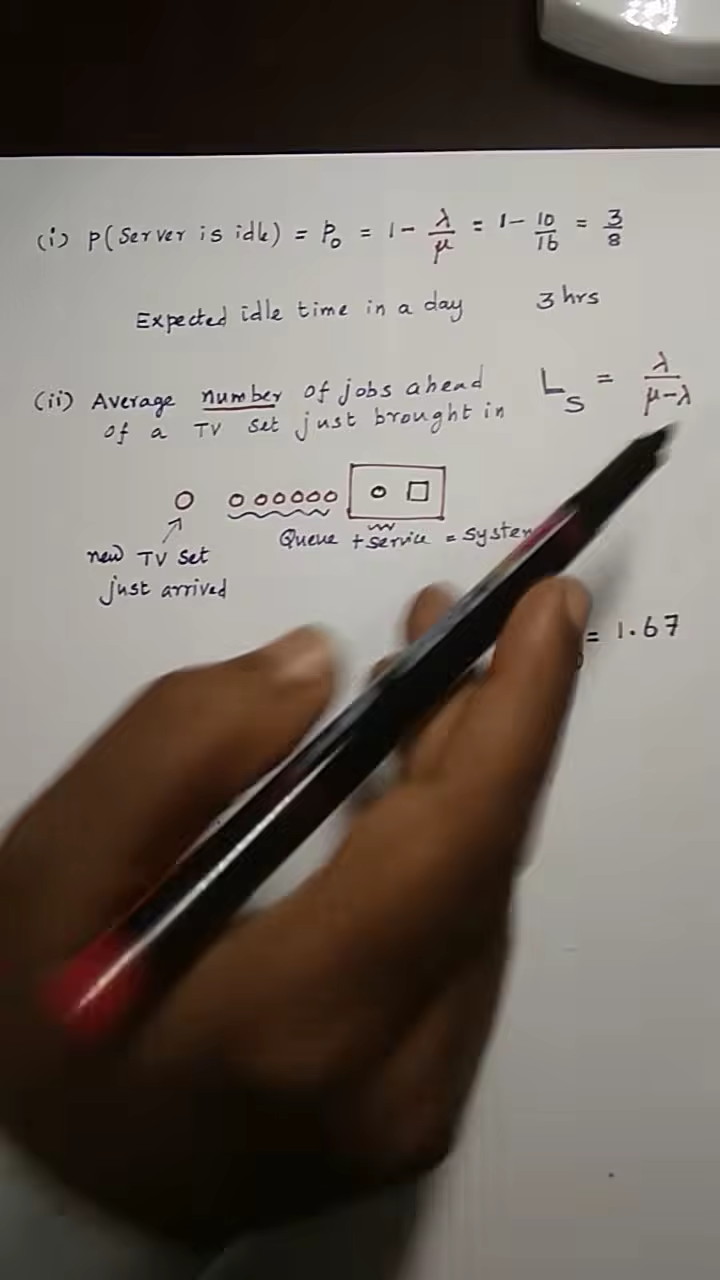 (i) P(Server is idle) = P₀ = 1 - λ/μ = 1 - 10/16 = 3/8
Expected idle time in a day 3 hrs
(ii) Average number of jobs ahead
of a TV set just brought in
L_S = λ/(μ-λ)
Queue + service = system
new TV set
just arrived
= 1.67